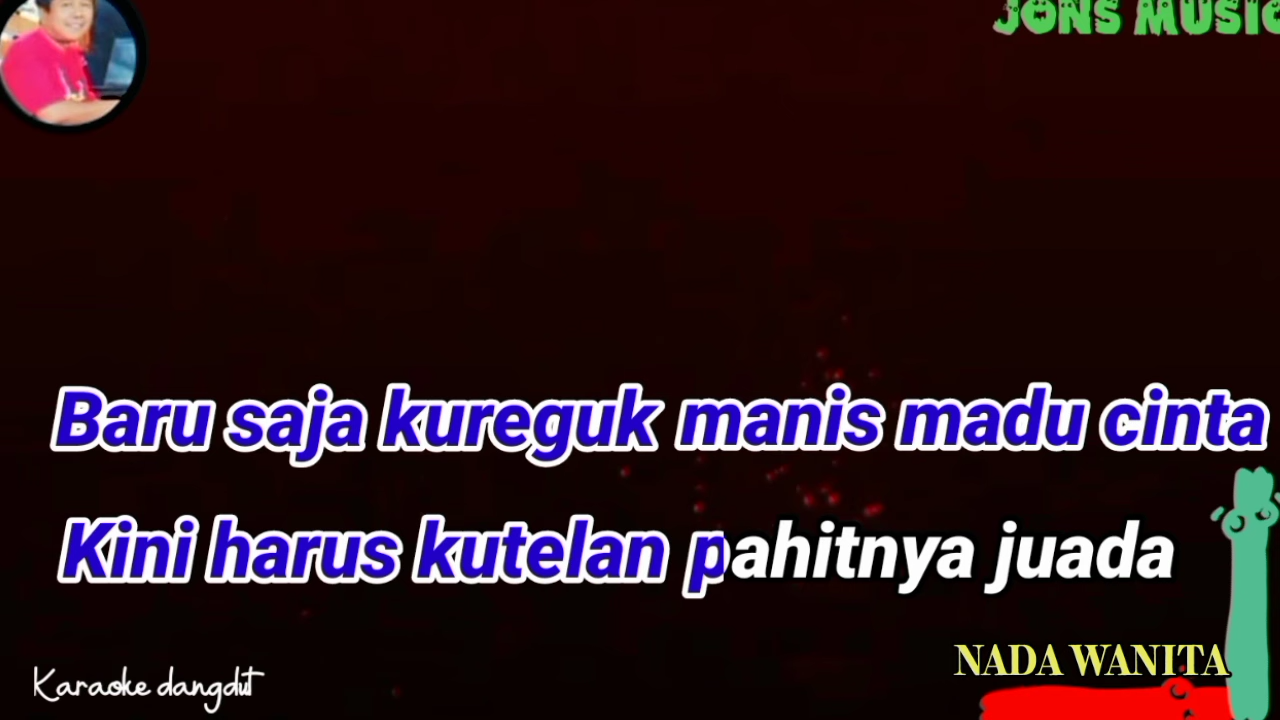 JONS MUSIC
Baru saja kureguk manis madu cinta
Kini harus kutelan pahitnya juada
NADA WANITA
Karaoke dangdut